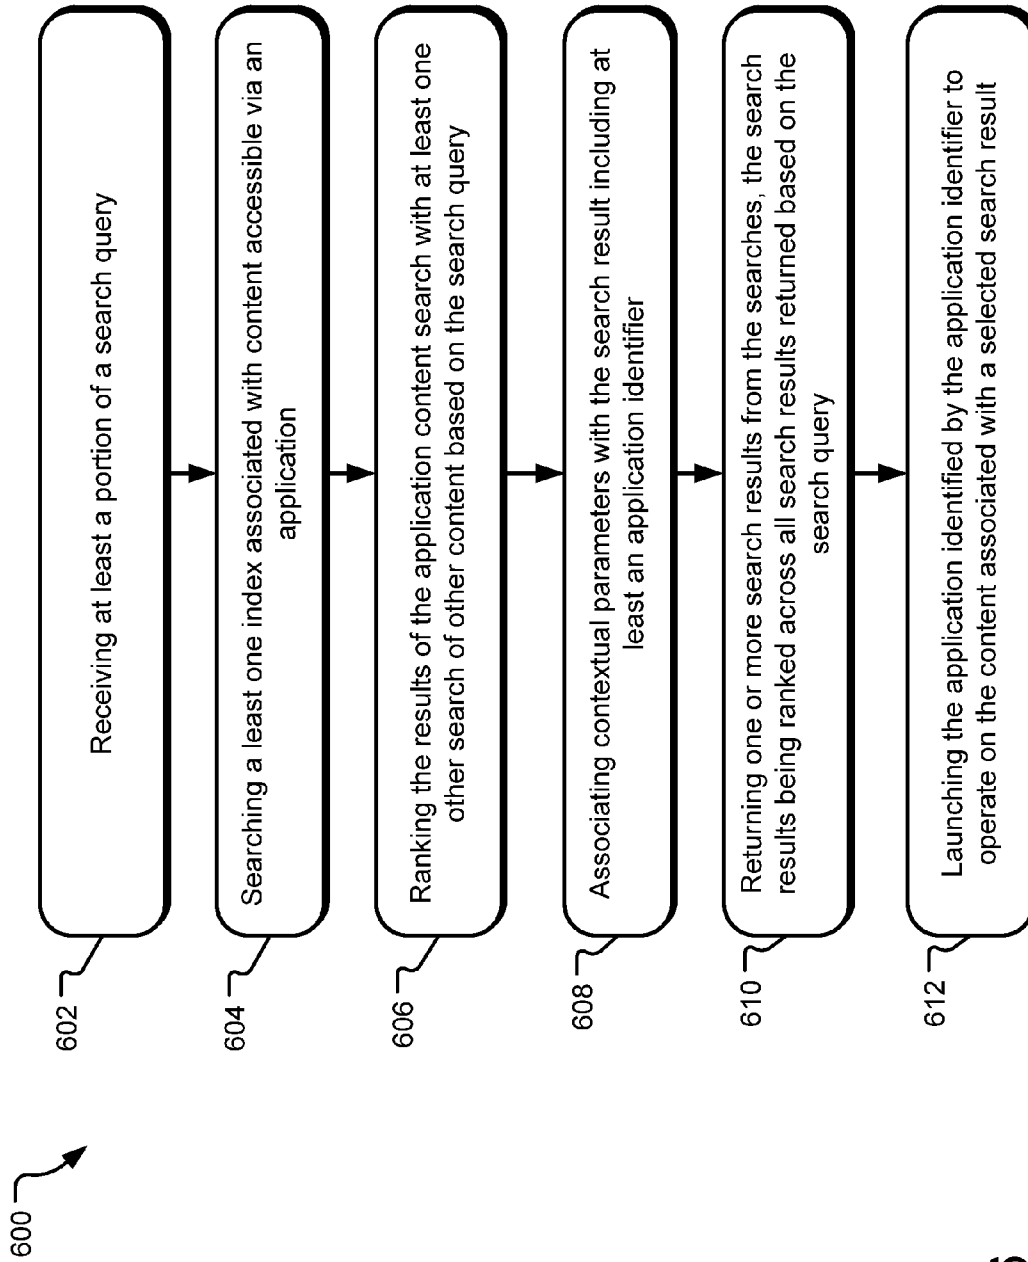 600
602
Receiving at least a portion of a search query
604
Searching a least one index associated with content accessible via an
application
606
Ranking the results of the application content search with at least one
other search of other content based on the search query
608
Associating contextual parameters with the search result including at
least an application identifier
610
Returning one or more search results from the searches, the search
results being ranked across all search results returned based on the
search query
612
Launching the application identified by the application identifier to
operate on the content associated with a selected search result